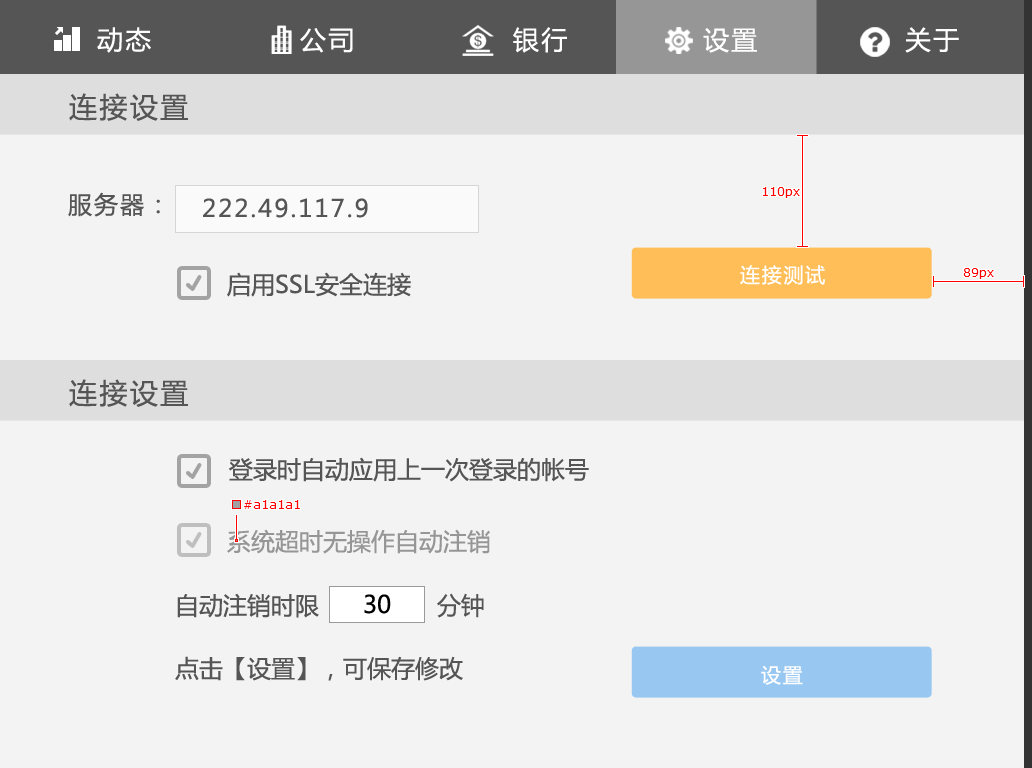 动态 公司 银行 设置 关于
连接设置
110px
服务器： 222.49.117.9
89px
启用SSL安全连接 连接测试
连接设置
登录时自动应用上一次登录的帐号
#a1a1a1
系统超时无操作自动注销
自动注销时限 30 分钟
点击【设置】，可保存修改 设置